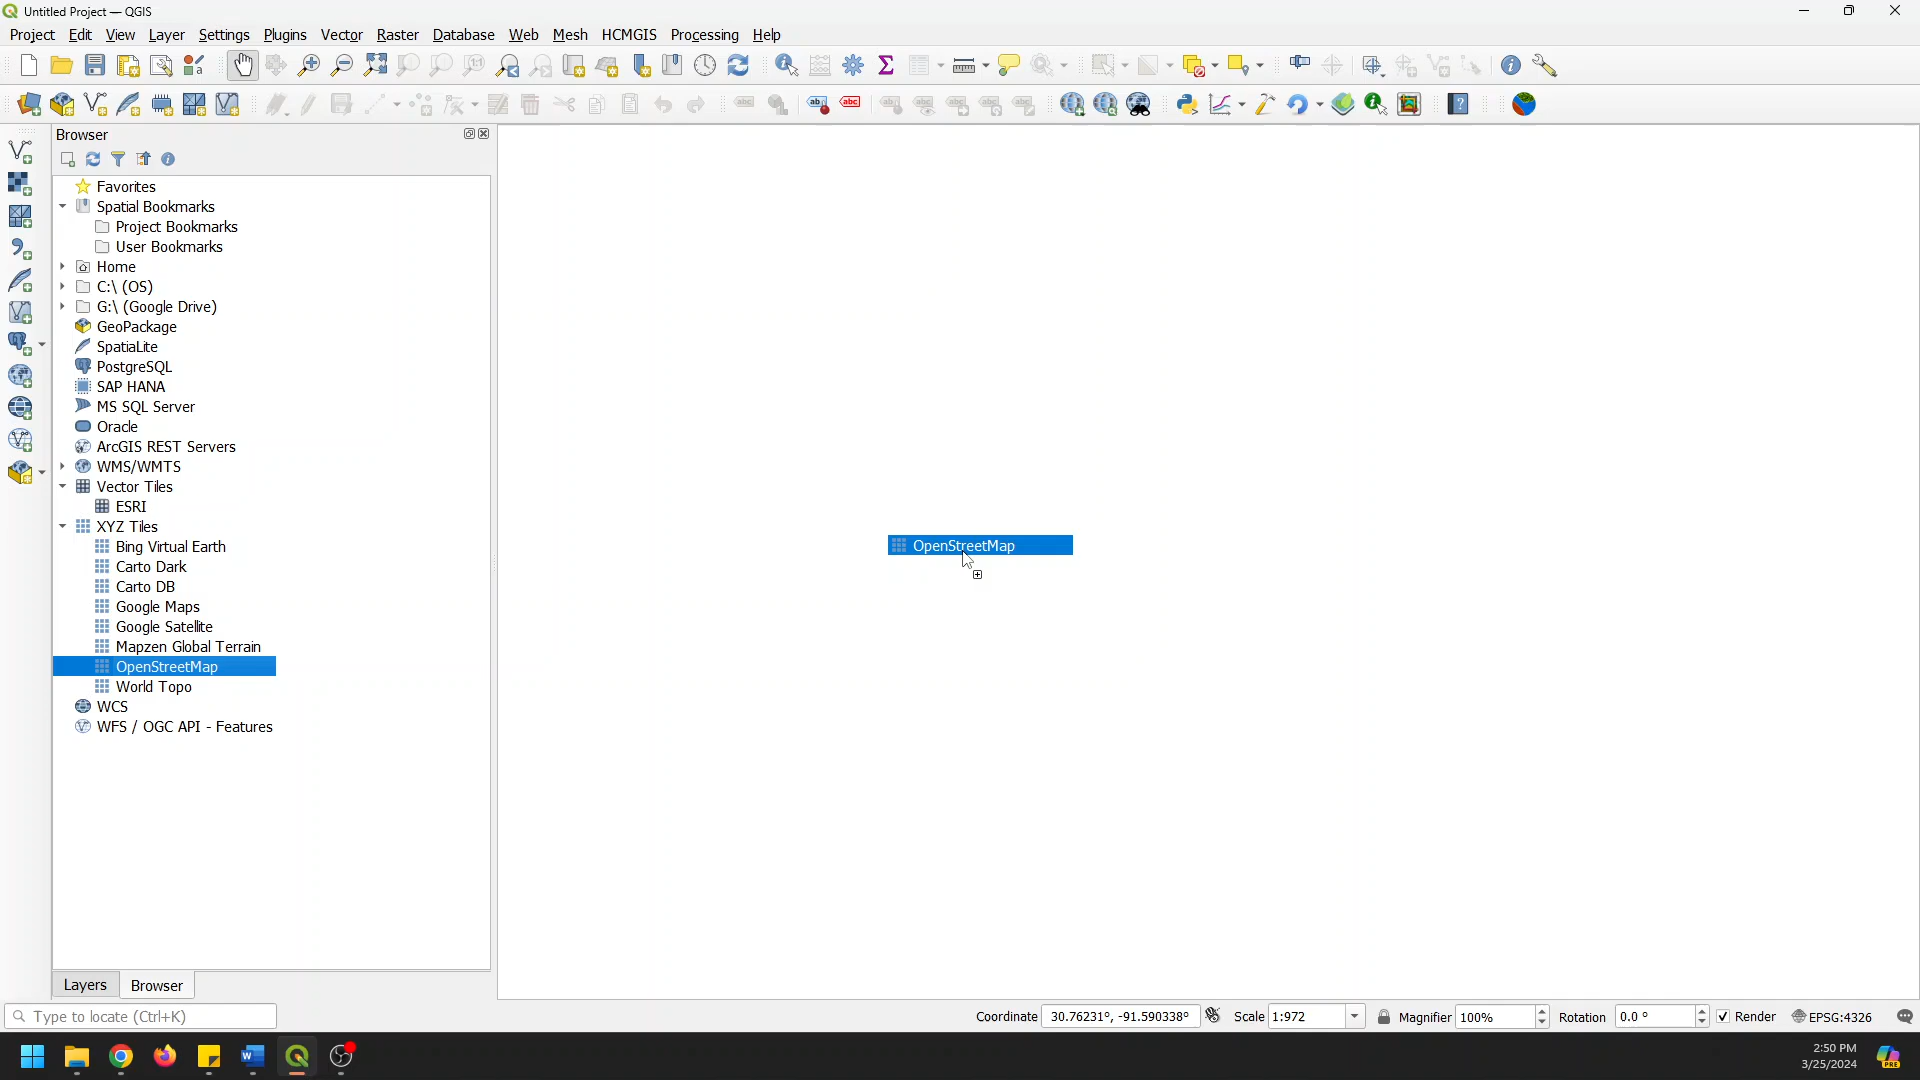 Untitled Project — QGIS
Project Edit View Layer Settings Plugins Vector Raster Database Web Mesh HCMGIS Processing Help
Browser
Favorites
Spatial Bookmarks
Project Bookmarks
User Bookmarks
Home
C:\ (OS)
G:\ (Google Drive)
GeoPackage
SpatiaLite
PostgreSQL
SAP HANA
MS SQL Server
Oracle
ArcGIS REST Servers
WMS/WMTS
Vector Tiles
ESRI
XYZ Tiles
Bing Virtual Earth
Carto Dark
Carto DB
Google Maps
Google Satellite
Mapzen Global Terrain
OpenStreetMap
World Topo
WCS
WFS / OGC API - Features
OpenStreetMap
Layers Browser
Type to locate (Ctrl+K)
Coordinate 30.76231°, -91.590338° Scale 1:972 Magnifier 100% Rotation 0.0 ° Render EPSG:4326
2:50 PM
3/25/2024